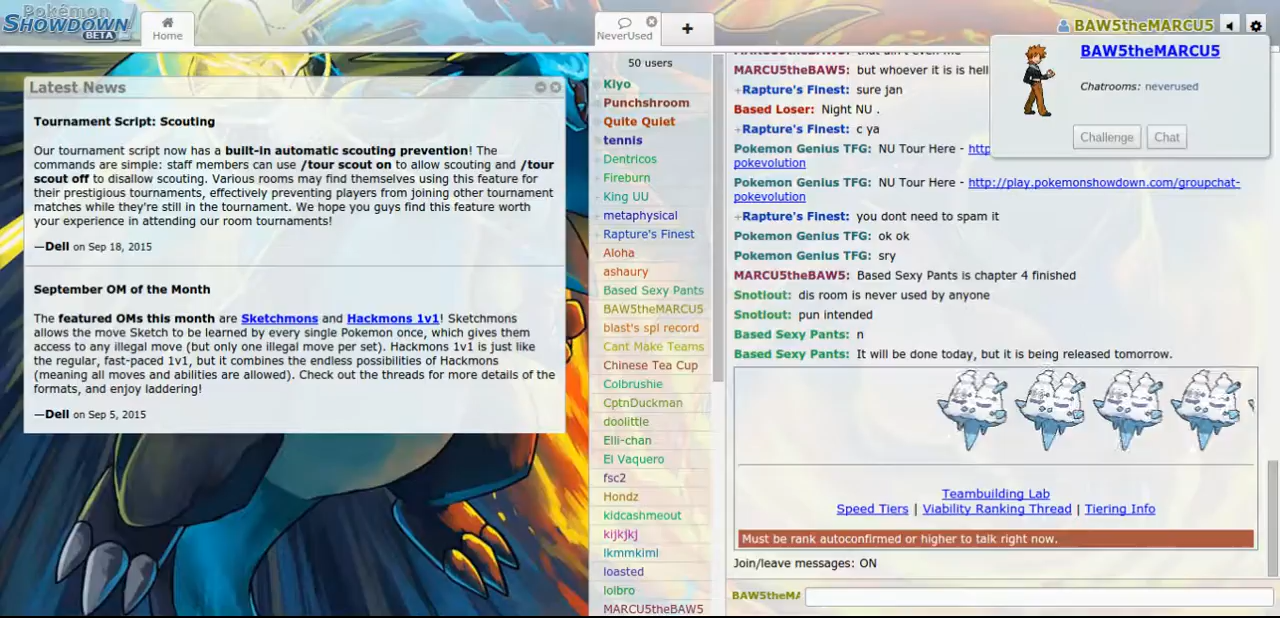 Pokémon
SHOWDOWN!
BETA
Home
NeverUsed
+
BAW5theMARCUS
BAW5theMARCU5
Chatrooms: neverused
Challenge
Chat
Latest News
Tournament Script: Scouting
Our tournament script now has a built-in automatic scouting prevention! The
commands are simple: staff members can use /tour scout on to allow scouting and /tour
scout off to disallow scouting. Various rooms may find themselves using this feature for
their prestigious tournaments, effectively preventing players from joining other tournament
matches while they're still in the tournament. We hope you guys find this feature worth
your experience in attending our room tournaments!
—Dell on Sep 18, 2015
September OM of the Month
The featured OMs this month are Sketchmons and Hackmons 1v1! Sketchmons
allows the move Sketch to be learned by every single Pokemon once, which gives them
access to any illegal move (but only one illegal move per set). Hackmons 1v1 is just like
the regular, fast-paced 1v1, but it combines the endless possibilities of Hackmons
(meaning all moves and abilities are allowed). Check out the threads for more details of the
formats, and enjoy laddering!
—Dell on Sep 5, 2015
50 users
Kiyo
Punchshroom
Quite Quiet
tennis
Dentricos
Fireburn
King UU
metaphysical
Rapture's Finest
Aloha
ashaury
Based Sexy Pants
BAW5theMARCU5
blast's spl record
Cant Make Teams
Chinese Tea Cup
Colbrushie
CptnDuckman
doolittle
Elli-chan
El Vaquero
fsc2
Hondz
kidcashmeout
kijkjkj
lkmmkiml
loasted
lolbro
MARCU5theBAW5
MARCU5theBAW5: that ain't even me
MARCU5theBAW5: but whoever it is is hell
+Rapture's Finest: sure jan
Based Loser: Night NU .
+Rapture's Finest: c ya
Pokemon Genius TFG: NU Tour Here - http
pokevolution
Pokemon Genius TFG: NU Tour Here - http://play.pokemonshowdown.com/groupchat-
pokevolution
+Rapture's Finest: you dont need to spam it
Pokemon Genius TFG: ok ok
Pokemon Genius TFG: sry
MARCU5theBAW5: Based Sexy Pants is chapter 4 finished
Snotlout: dis room is never used by anyone
Snotlout: pun intended
Based Sexy Pants: n
Based Sexy Pants: It will be done today, but it is being released tomorrow.
Teambuilding Lab
Speed Tiers | Viability Ranking Thread | Tiering Info
Must be rank autoconfirmed or higher to talk right now.
Join/leave messages: ON
BAW5theMA